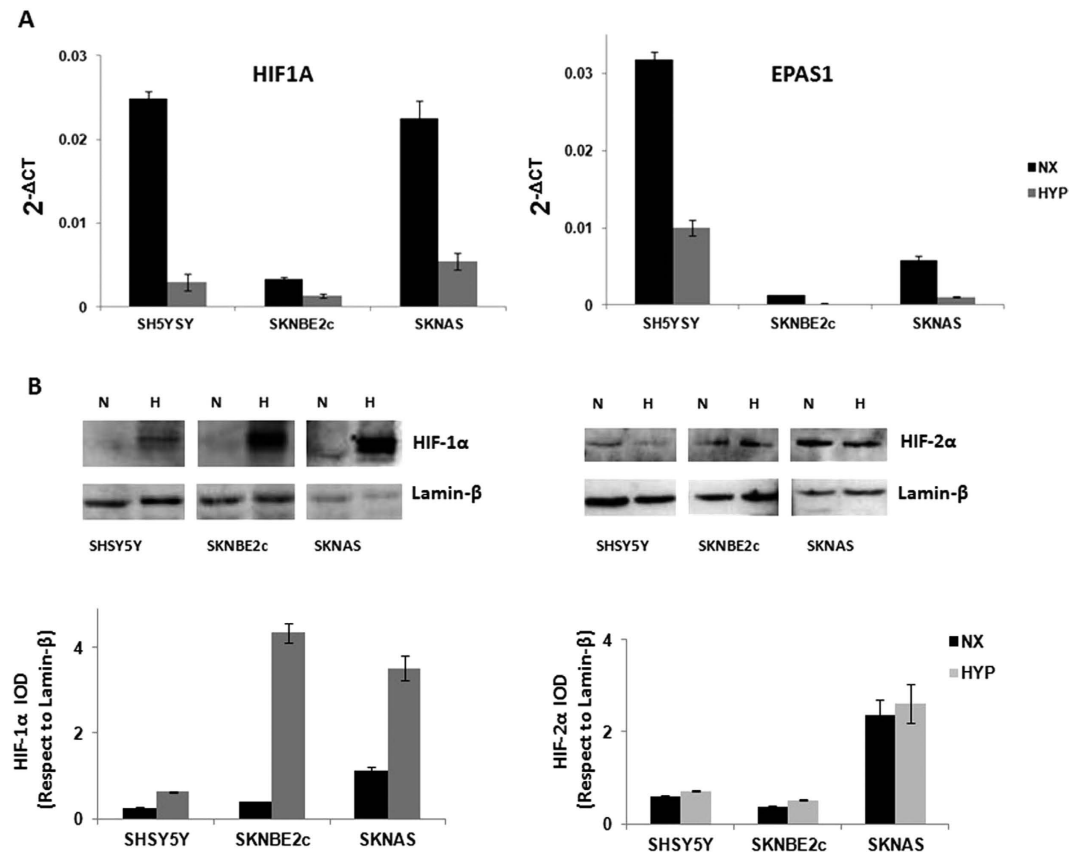 A
HIF1A
EPAS1
0.03
0.02
0.01
0
2-ΔCT
SH5YSY SKNBE2c SKNAS
0.03
0.02
0.01
0
2-ΔCT
SH5YSY SKNBE2c SKNAS
NX
HYP
B
N H N H N H
HIF-1α
Lamin-β
SHSY5Y SKNBE2c SKNAS
N H N H N H
HIF-2α
Lamin-β
SHSY5Y SKNBE2c SKNAS
HIF-1α IOD
(Respect to Lamin-β)
4
2
0
SHSY5Y SKNBE2c SKNAS
HIF-2α IOD
(Respect to Lamin-β)
4
2
0
SHSY5Y SKNBE2c SKNAS
NX
HYP